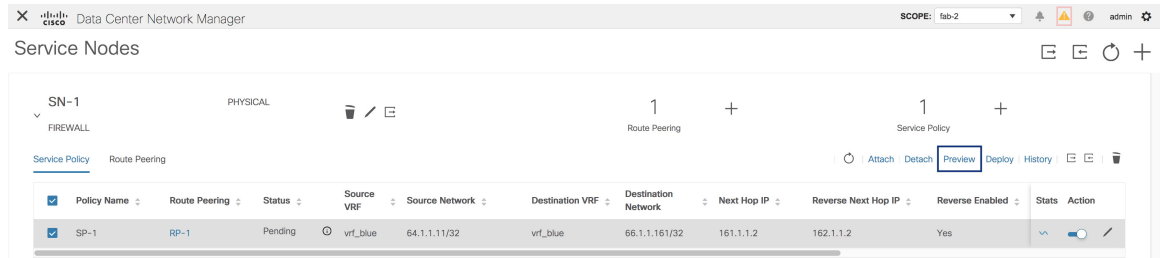 cisco Data Center Network Manager
SCOPE: fab-2
admin
Service Nodes
SN-1
PHYSICAL
FIREWALL
1
Route Peering
1
Service Policy
Service Policy Route Peering
Attach Detach Preview Deploy History
Policy Name Route Peering Status Source VRF Source Network Destination VRF Destination Network Next Hop IP Reverse Next Hop IP Reverse Enabled Stats Action
SP-1 RP-1 Pending vrf_blue 64.1.1.11/32 vrf_blue 66.1.1.161/32 161.1.1.2 162.1.1.2 Yes